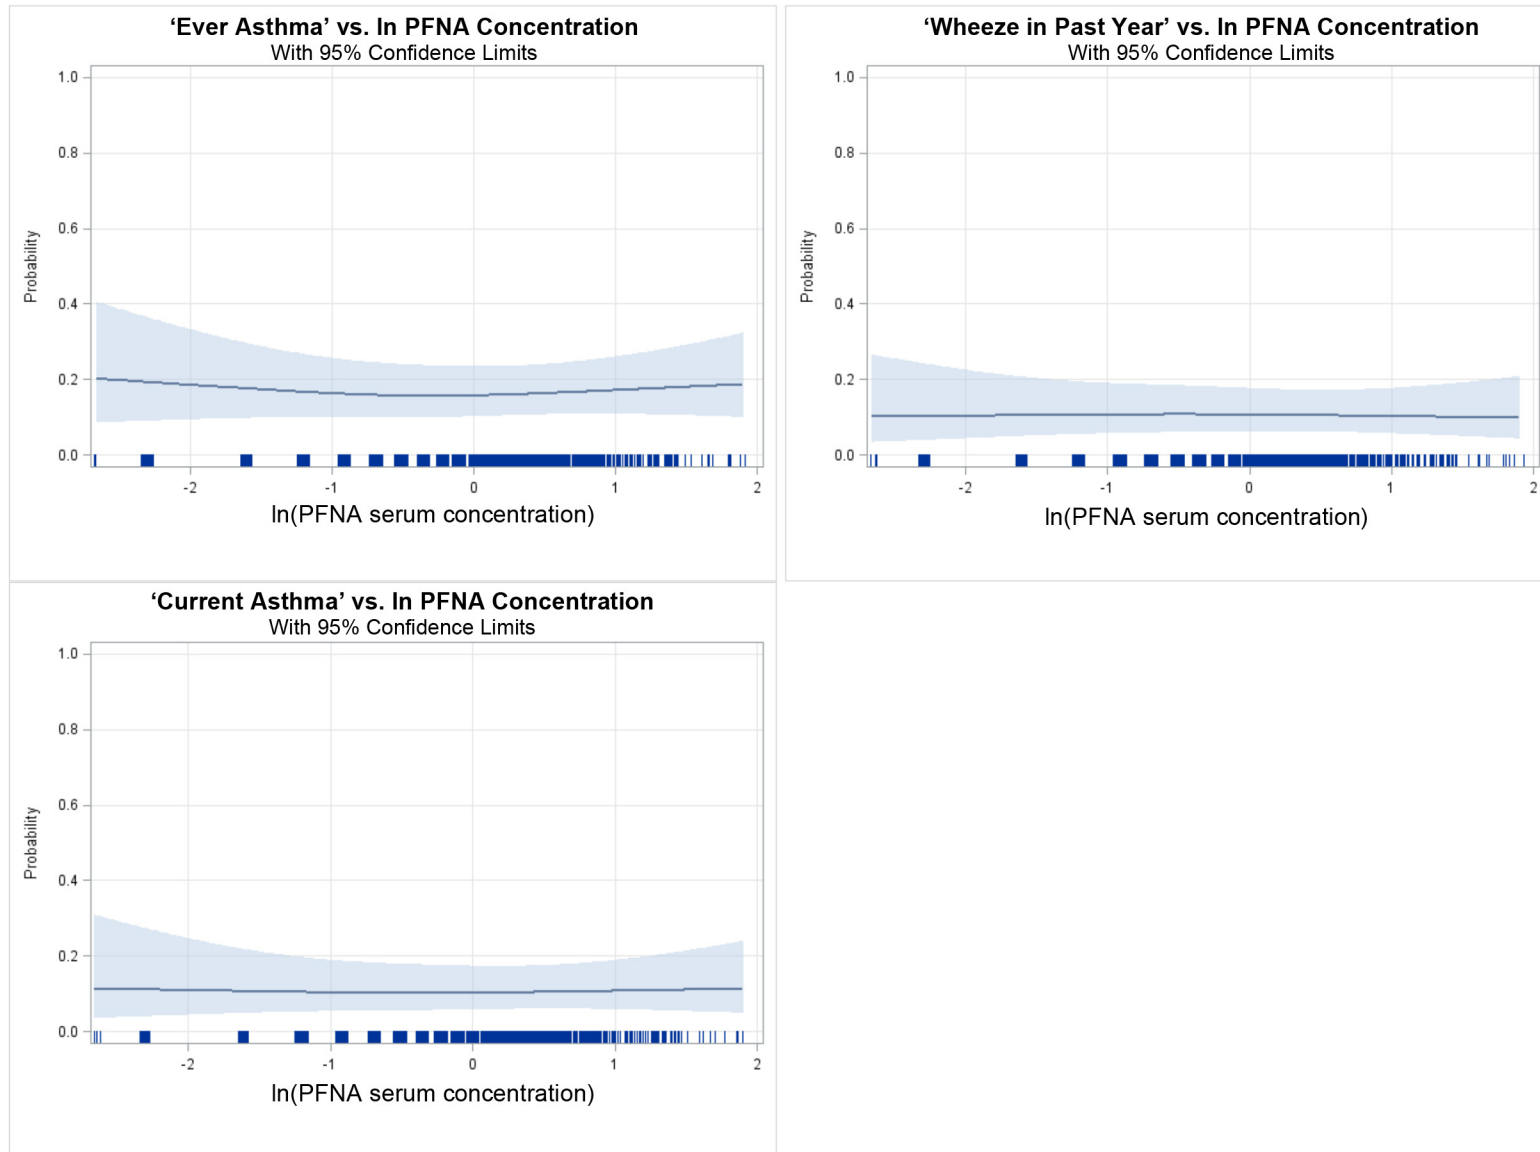 ‘Ever Asthma’ vs. ln PFNA Concentration
With 95% Confidence Limits
1.0
0.8
0.6
0.4
0.2
0.0
Probability
-2
-1
0
1
2
ln(PFNA serum concentration)
‘Wheeze in Past Year’ vs. ln PFNA Concentration
With 95% Confidence Limits
1.0
0.8
0.6
0.4
0.2
0.0
Probability
-2
-1
0
1
2
ln(PFNA serum concentration)
‘Current Asthma’ vs. ln PFNA Concentration
With 95% Confidence Limits
1.0
0.8
0.6
0.4
0.2
0.0
Probability
-2
-1
0
1
2
ln(PFNA serum concentration)